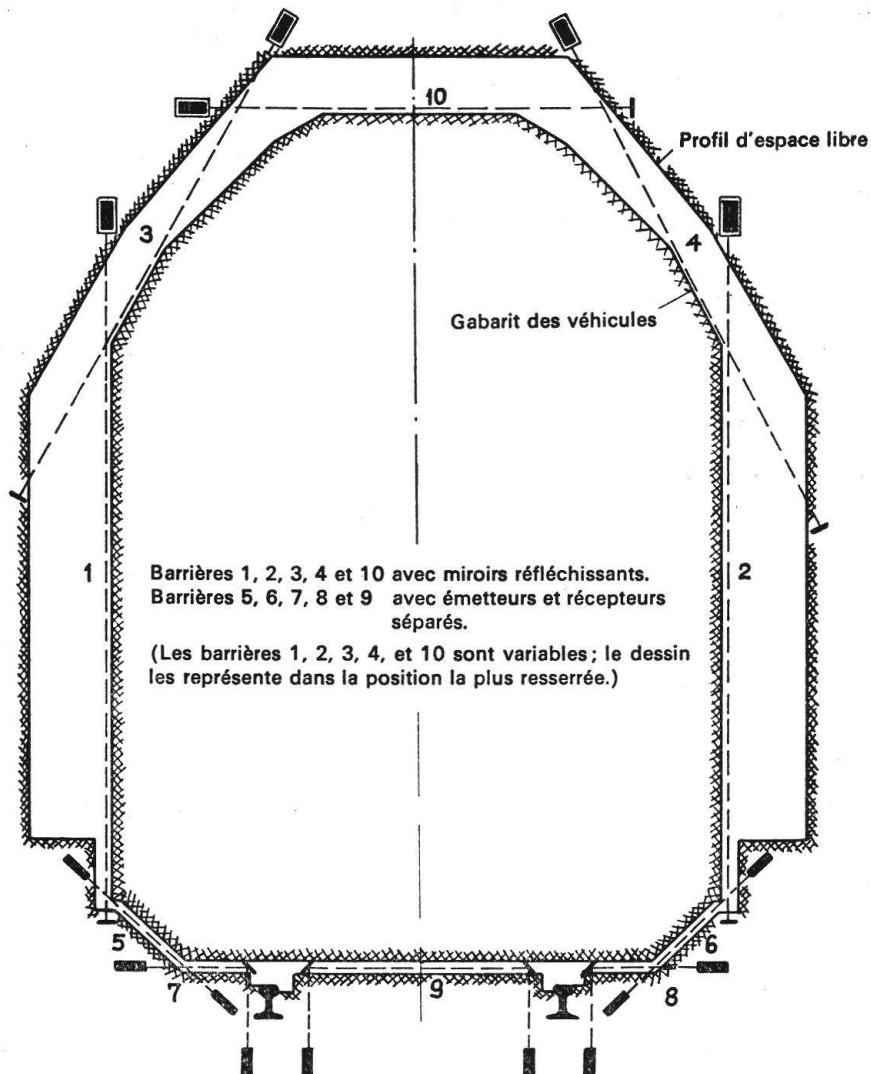 10
Profil d'espace libre
3
4
Gabarit des véhicules
1
2
Barrières 1, 2, 3, 4 et 10 avec miroirs réfléchissants.
Barrières 5, 6, 7, 8 et 9 avec émetteurs et récepteurs
séparés.
(Les barrières 1, 2, 3, 4, et 10 sont variables; le dessin
les représente dans la position la plus resserrée.)
5
6
7
9
8